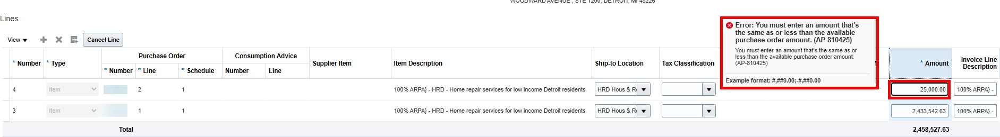 WOODWARD AVENUE , STE 1200, DETROIT, MI 48226
Lines
View
Cancel Line
Error: You must enter an amount that's
the same as or less than the available
purchase order amount. (AP-810425)
You must enter an amount that's the same as or
less than the available purchase order amount.
(AP-810425)
Example format: #,##0.00;-#,##0.00
* Number * Type Purchase Order Consumption Advice Supplier Item Item Description Ship-to Location Tax Classification * Amount Invoice Line Description
* Number * Line * Schedule Number Line
4 Item 2 1 100% ARPA} - HRD - Home repair services for low income Detroit residents. HRD Hous & R 25,000.00 100% ARPA} -
3 Item 1 1 100% ARPA} - HRD - Home repair services for low income Detroit residents. HRD Hous & R 2,433,542.63 100% ARPA} -
Total 2,458,527.63